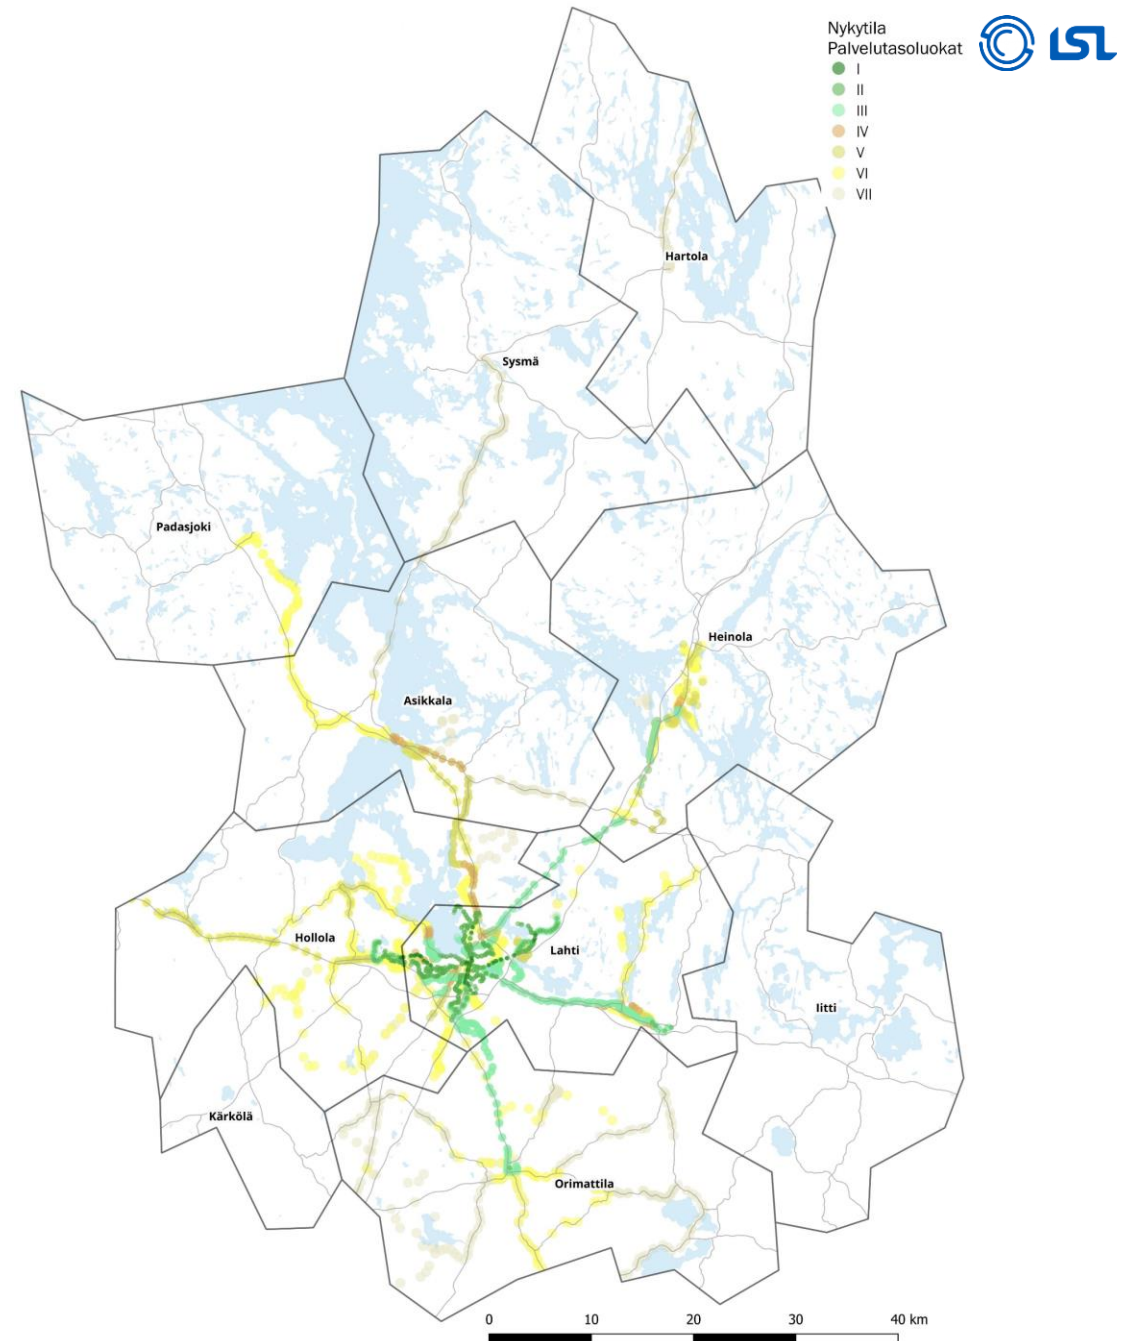 Nykytila
Palvelutasoluokat
I
II
III
IV
V
VI
VII
LSL
Hartola
Sysmä
Padasjoki
Heinola
Asikkala
Hollola
Lahti
Iitti
Kärkölä
Orimattila
0 10 20 30 40 km